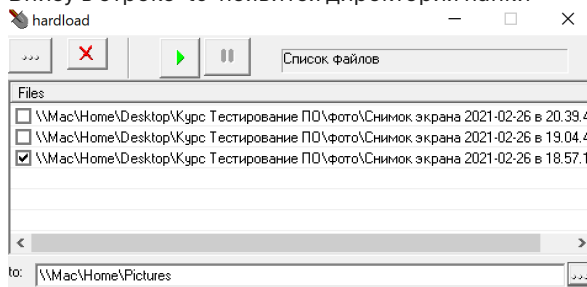 hardload
...
Список файлов
Files
\\Mac\Home\Desktop\Курс Тестирование ПО\фото\Снимок экрана 2021-02-26 в 20.39.4
\\Mac\Home\Desktop\Курс Тестирование ПО\фото\Снимок экрана 2021-02-26 в 19.04.4
\\Mac\Home\Desktop\Курс Тестирование ПО\фото\Снимок экрана 2021-02-26 в 18.57.1
to: \\Mac\Home\Pictures ...